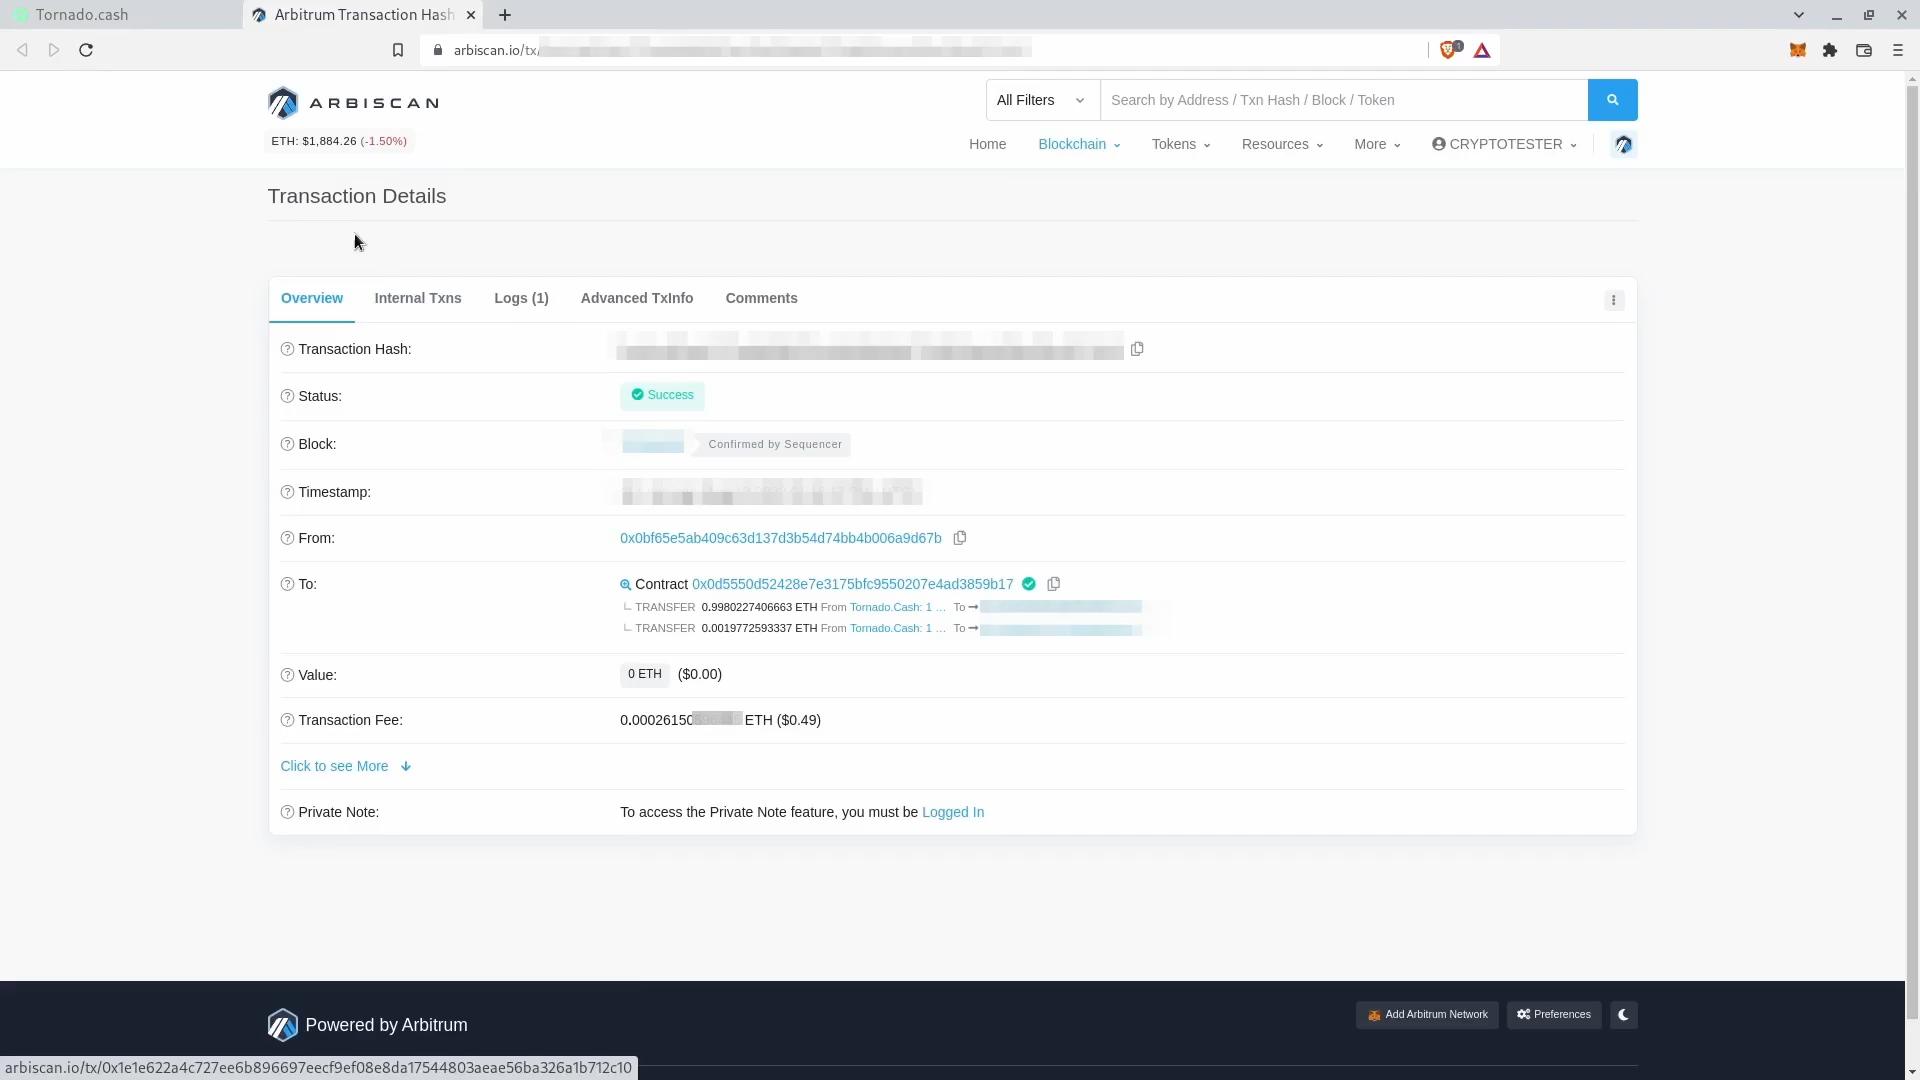 Tornado.cash
Arbitrum Transaction Hash
arbiscan.io/tx/
1
ARBISCAN
All Filters
Search by Address / Txn Hash / Block / Token
ETH: $1,884.26 (-1.50%)
Home Blockchain Tokens Resources More CRYPTOTESTER
Transaction Details
Overview Internal Txns Logs (1) Advanced TxInfo Comments
Transaction Hash:
Status: Success
Block: Confirmed by Sequencer
Timestamp:
From: 0x0bf65e5ab409c63d137d3b54d74bb4b006a9d67b
To: Contract 0x0d5550d52428e7e3175bfc9550207e4ad3859b17
TRANSFER 0.9980227406663 ETH From Tornado.Cash: 1 ... To
TRANSFER 0.0019772593337 ETH From Tornado.Cash: 1 ... To
Value: 0 ETH ($0.00)
Transaction Fee: 0.00026150 ETH ($0.49)
Click to see More
Private Note: To access the Private Note feature, you must be Logged In
Powered by Arbitrum
Add Arbitrum Network Preferences
arbiscan.io/tx/0x1e1e622a4c727ee6b896697eecf9ef08e8da17544803aeae56ba326a1b712c10